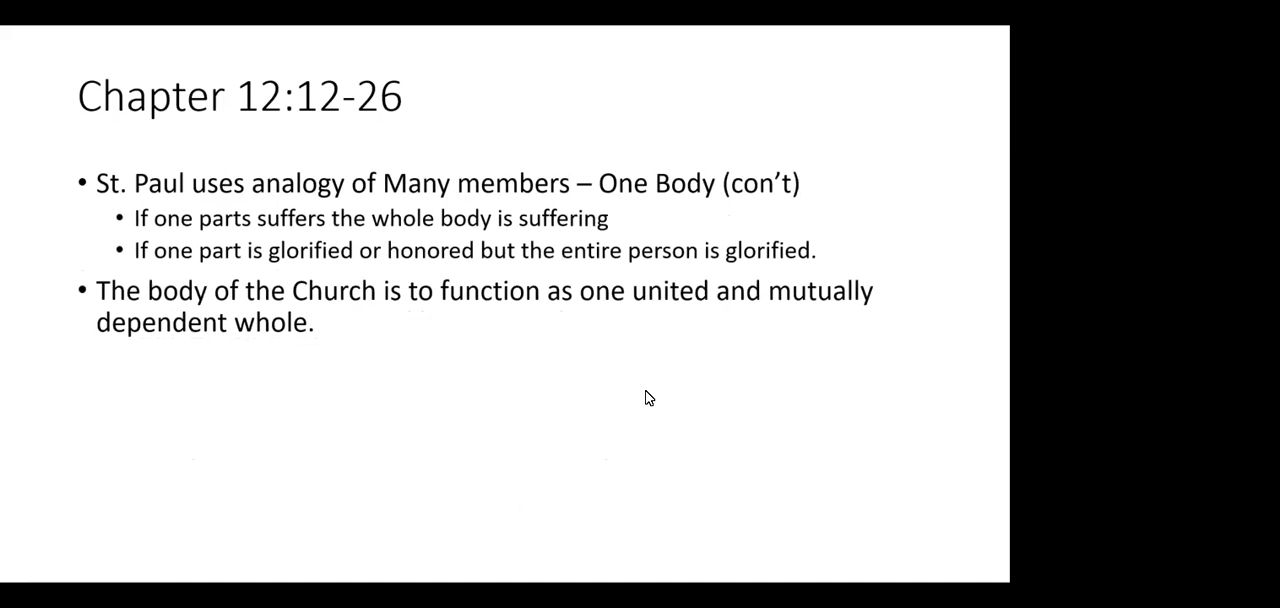 Chapter 12:12-26
• St. Paul uses analogy of Many members – One Body (con’t)
• If one parts suffers the whole body is suffering
• If one part is glorified or honored but the entire person is glorified.
• The body of the Church is to function as one united and mutually
dependent whole.